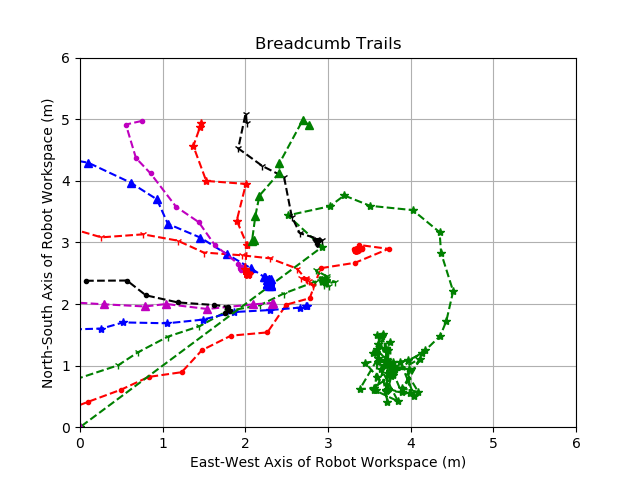 Breadcumb Trails
North-South Axis of Robot Workspace (m)
6
5
4
3
2
1
0
0 1 2 3 4 5 6
East-West Axis of Robot Workspace (m)